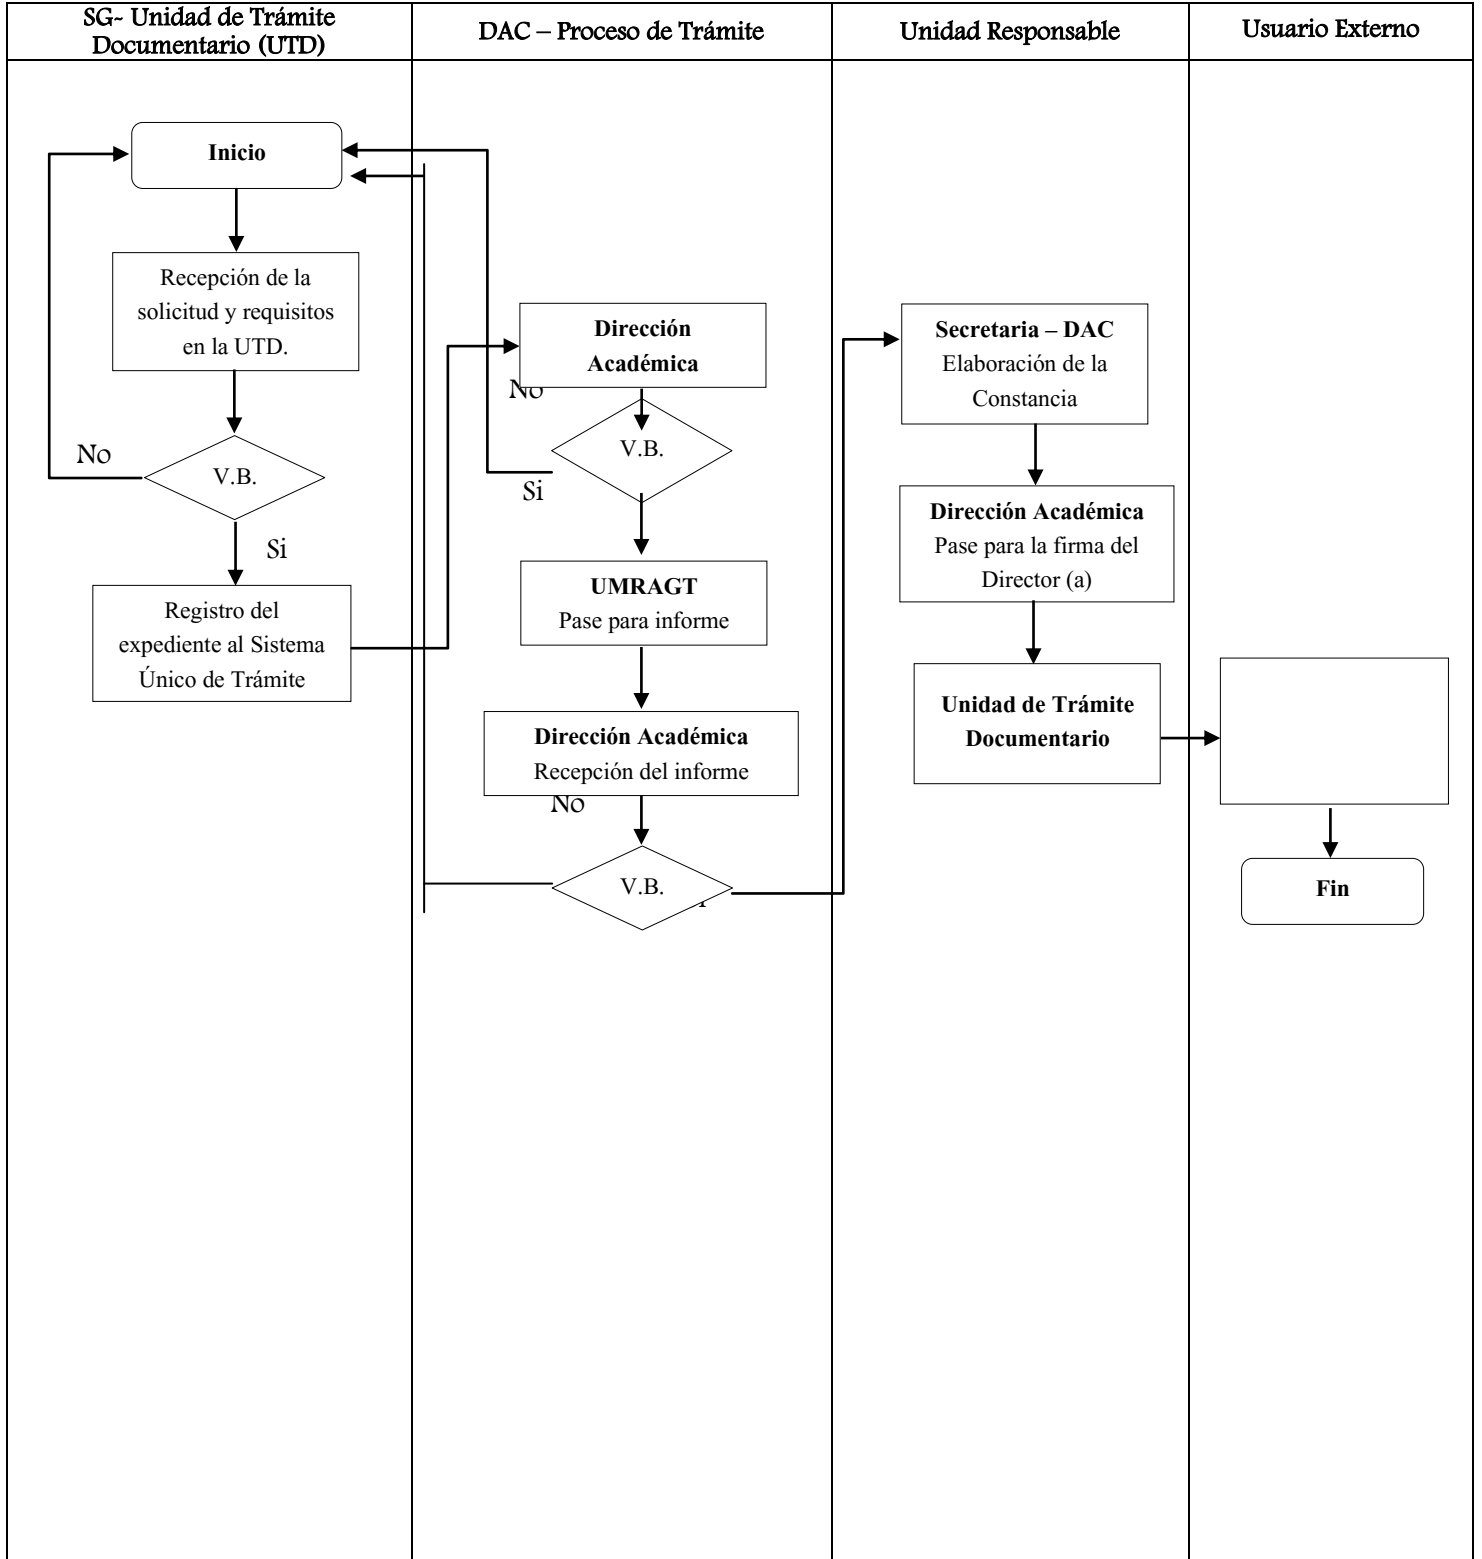 SG- Unidad de Trámite
Documentario (UTD)
DAC – Proceso de Trámite
Unidad Responsable
Usuario Externo
Inicio
Recepción de la
solicitud y requisitos
en la UTD.
No
V.B.
Si
Registro del
expediente al Sistema
Único de Trámite
Dirección
Académica
No
V.B.
Si
UMRAGT
Pase para informe
Dirección Académica
Recepción del informe
No
V.B.
Secretaria – DAC
Elaboración de la
Constancia
Dirección Académica
Pase para la firma del
Director (a)
Unidad de Trámite
Documentario
Fin